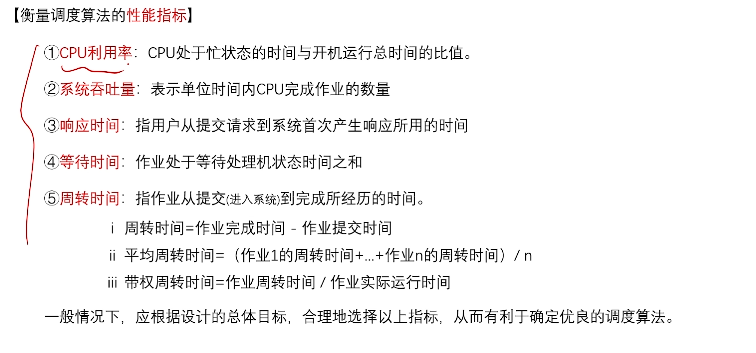 【衡量调度算法的性能指标】
①CPU利用率：CPU处于忙状态的时间与开机运行总时间的比值。
②系统吞吐量：表示单位时间内CPU完成作业的数量
③响应时间：指用户从提交请求到系统首次产生响应所用的时间
④等待时间：作业处于等待处理机状态时间之和
⑤周转时间：指作业从提交(进入系统)到完成所经历的时间。
ⅰ 周转时间=作业完成时间 - 作业提交时间
ⅱ 平均周转时间=（作业1的周转时间+...+作业n的周转时间）/ n
ⅲ 带权周转时间=作业周转时间 / 作业实际运行时间
一般情况下，应根据设计的总体目标，合理地选择以上指标，从而有利于确定优良的调度算法。